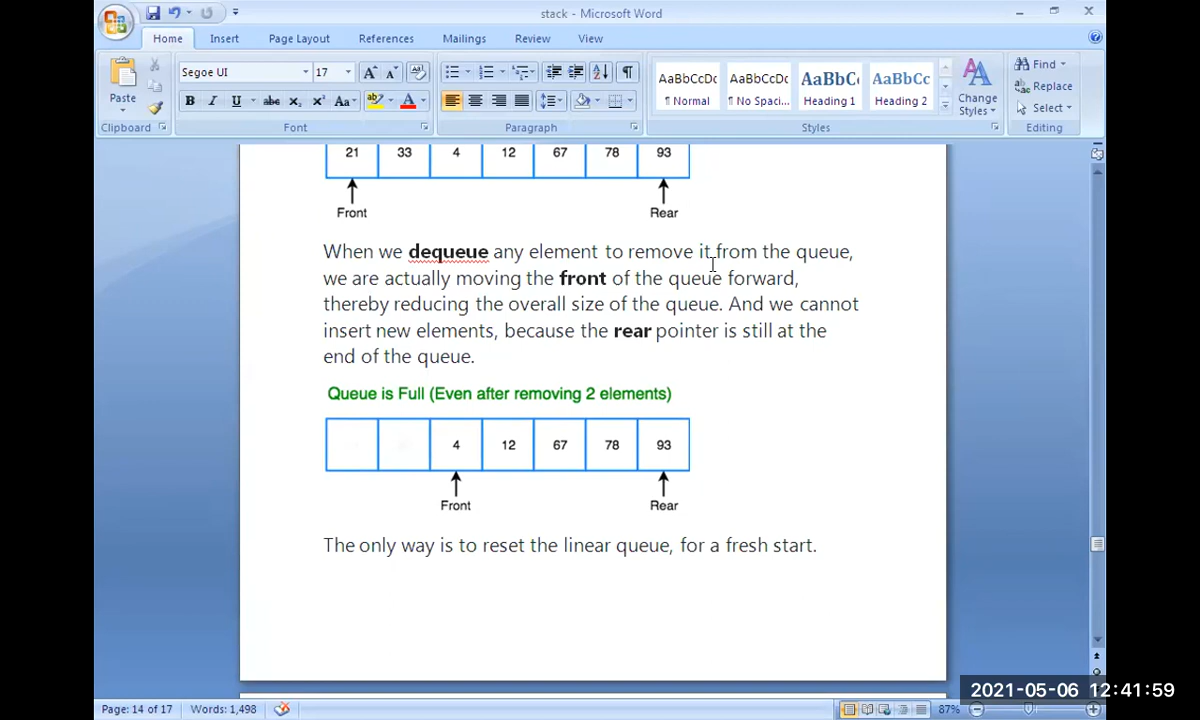 stack - Microsoft Word
Home Insert Page Layout References Mailings Review View
Paste
Clipboard
Segoe UI 17
B I U abc x₂ x² Aa
Font
Paragraph
AaBbCcDc AaBbCcDc AaBbC AaBbCc
¶ Normal ¶ No Spaci... Heading 1 Heading 2
Change Styles
Styles
Find
Replace
Select
Editing
21 33 4 12 67 78 93
Front Rear
When we dequeue any element to remove it from the queue,
we are actually moving the front of the queue forward,
thereby reducing the overall size of the queue. And we cannot
insert new elements, because the rear pointer is still at the
end of the queue.
Queue is Full (Even after removing 2 elements)
4 12 67 78 93
Front Rear
The only way is to reset the linear queue, for a fresh start.
Page: 14 of 17 Words: 1,498 87%
2021-05-06 12:41:59